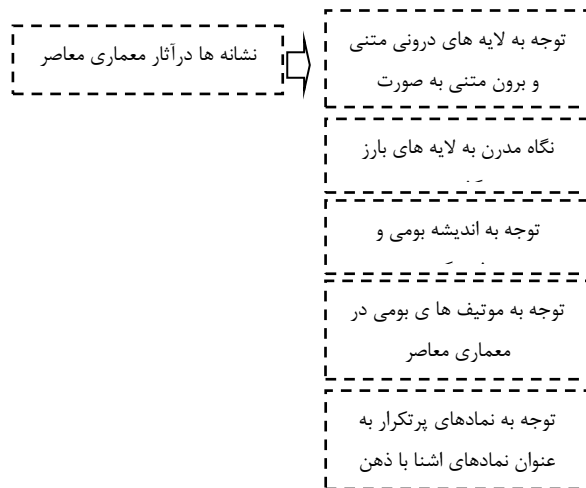 نشانه ها درآثار معماری معاصر
توجه به لایه های درونی متنی
و برون متنی به صورت
نگاه مدرن به لایه های بارز
توجه به اندیشه بومی و
توجه به موتیف ها ی بومی در
معماری معاصر
توجه به نمادهای پرتکرار به
عنوان نمادهای اشنا با ذهن